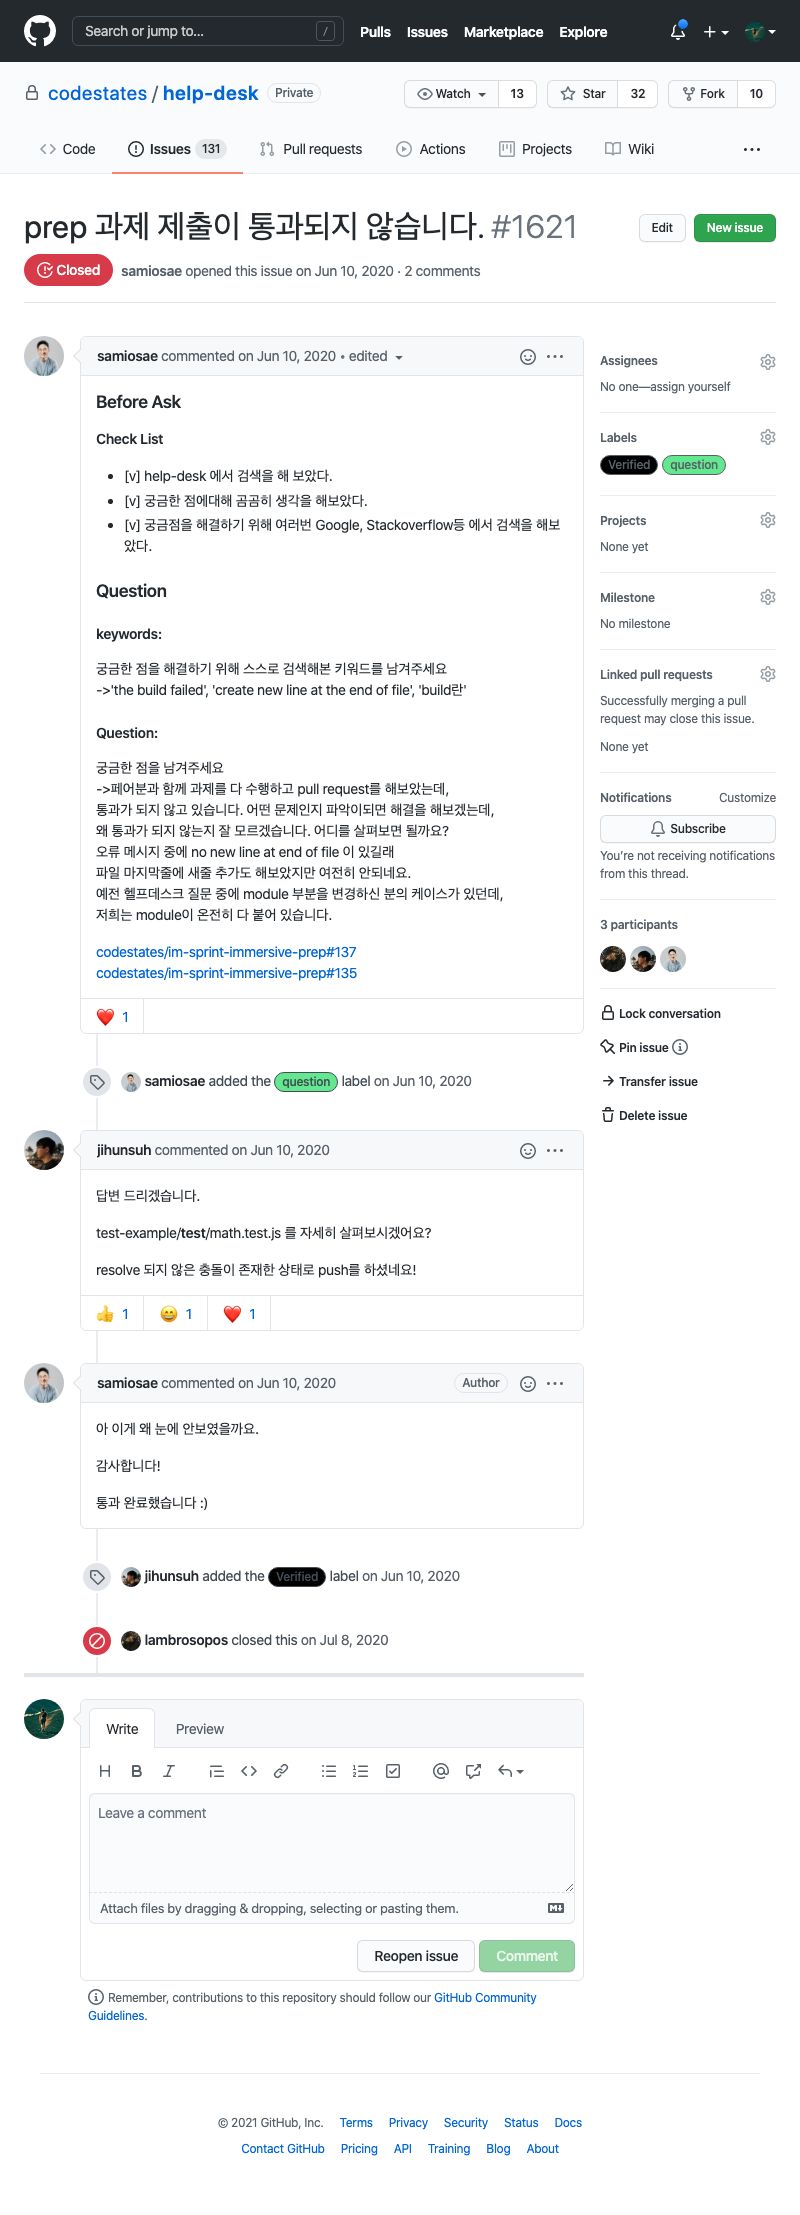 Search or jump to...
/
Pulls
Issues
Marketplace
Explore
codestates / help-desk
Private
Watch
13
Star
32
Fork
10
Code
Issues 131
Pull requests
Actions
Projects
Wiki
prep 과제 제출이 통과되지 않습니다. #1621
Edit
New issue
Closed
samiosae opened this issue on Jun 10, 2020 · 2 comments
samiosae commented on Jun 10, 2020 • edited
Before Ask
Check List
[v] help-desk 에서 검색을 해 보았다.
[v] 궁금한 점에대해 곰곰히 생각을 해보았다.
[v] 궁금점을 해결하기 위해 여러번 Google, Stackoverflow등 에서 검색을 해보
았다.
Question
keywords:
궁금한 점을 해결하기 위해 스스로 검색해본 키워드를 남겨주세요
->'the build failed', 'create new line at the end of file', 'build란'
Question:
궁금한 점을 남겨주세요
->페어분과 함께 과제를 다 수행하고 pull request를 해보았는데,
통과가 되지 않고 있습니다. 어떤 문제인지 파악이되면 해결을 해보겠는데,
왜 통과가 되지 않는지 잘 모르겠습니다. 어디를 살펴보면 될까요?
오류 메시지 중에 no new line at end of file 이 있길래
파일 마지막줄에 새줄 추가도 해보았지만 여전히 안되네요.
예전 헬프데스크 질문 중에 module 부분을 변경하신 분의 케이스가 있던데,
저희는 module이 온전히 다 붙어 있습니다.
codestates/im-sprint-immersive-prep#137
codestates/im-sprint-immersive-prep#135
1
samiosae added the question label on Jun 10, 2020
jihunsuh commented on Jun 10, 2020
답변 드리겠습니다.
test-example/test/math.test.js 를 자세히 살펴보시겠어요?
resolve 되지 않은 충돌이 존재한 상태로 push를 하셨네요!
1
1
1
samiosae commented on Jun 10, 2020
Author
아 이게 왜 눈에 안보였을까요.
감사합니다!
통과 완료했습니다 :)
jihunsuh added the Verified label on Jun 10, 2020
lambrosopos closed this on Jul 8, 2020
Write
Preview
H B I
Leave a comment
Attach files by dragging & dropping, selecting or pasting them.
Reopen issue
Comment
Remember, contributions to this repository should follow our GitHub Community
Guidelines.
Assignees
No one—assign yourself
Labels
Verified
question
Projects
None yet
Milestone
No milestone
Linked pull requests
Successfully merging a pull
request may close this issue.
None yet
Notifications
Customize
Subscribe
You're not receiving notifications
from this thread.
3 participants
Lock conversation
Pin issue
Transfer issue
Delete issue
© 2021 GitHub, Inc.
Terms
Privacy
Security
Status
Docs
Contact GitHub
Pricing
API
Training
Blog
About